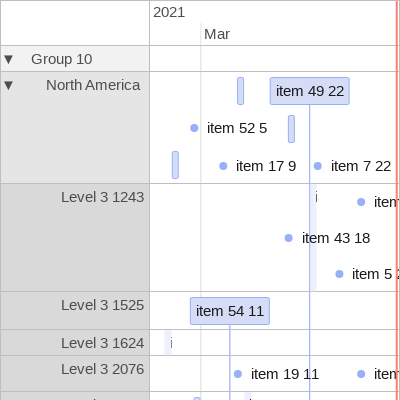 2021
Mar
▼ Group 10
▼ North America
item 49 22
item 52 5
item 17 9
item 7 22
Level 3 1243
i
item 43 18
item 5
Level 3 1525
item 54 11
Level 3 1624
i
Level 3 2076
item 19 11